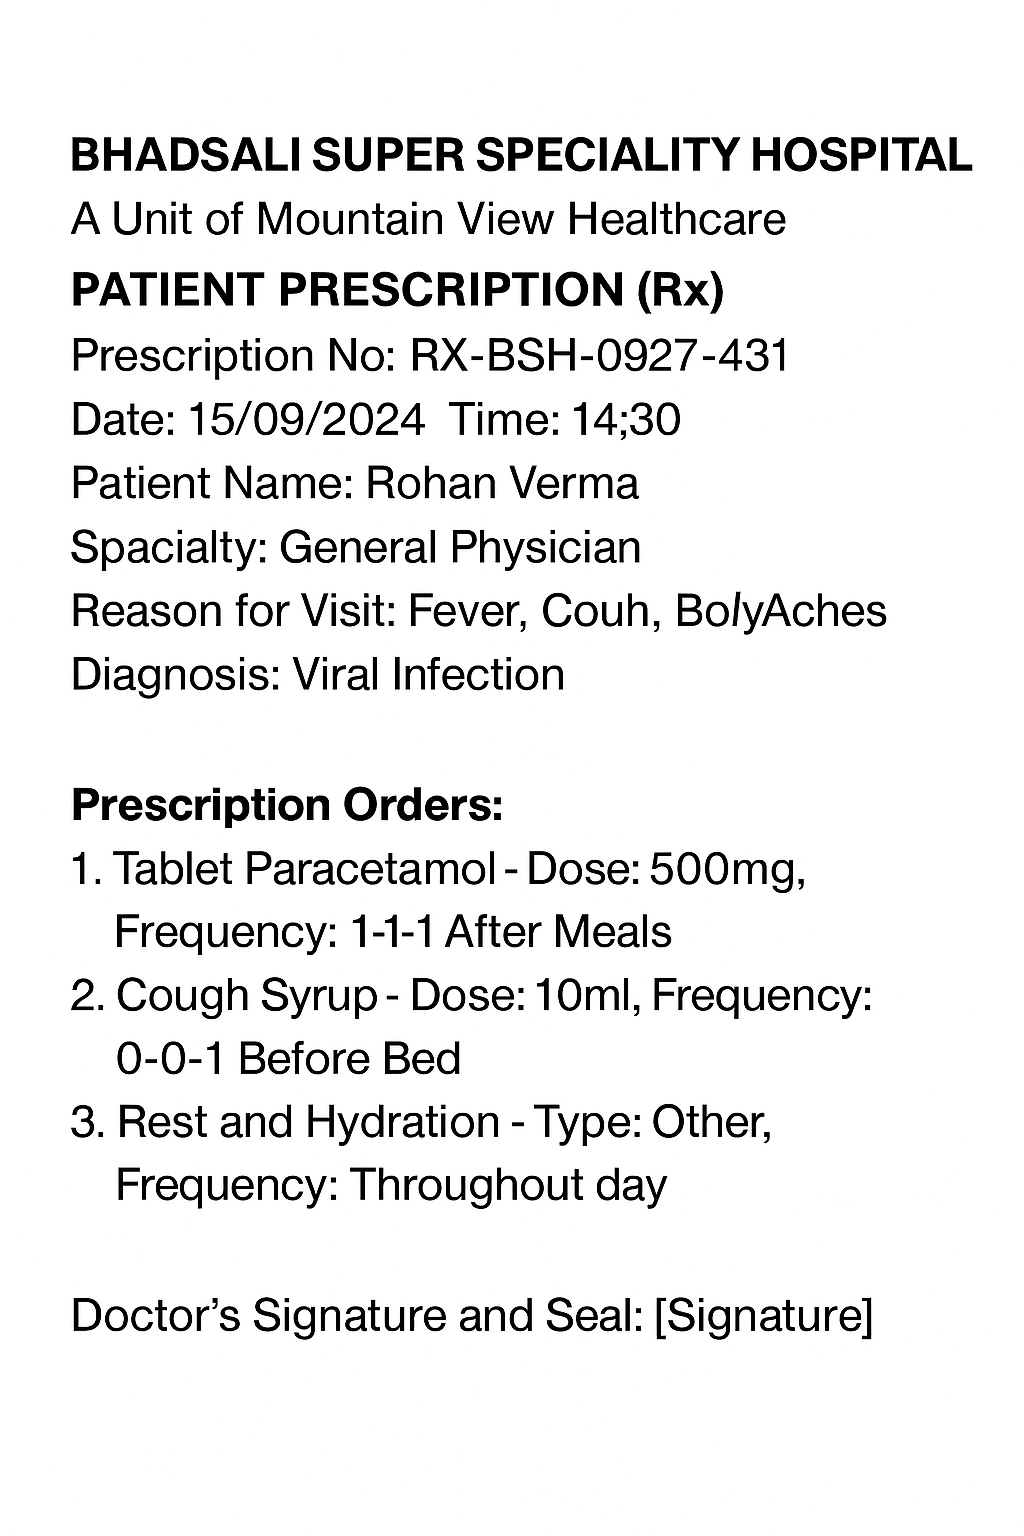 BHADSALI SUPER SPECIALITY HOSPITAL
A Unit of Mountain View Healthcare
PATIENT PRESCRIPTION (Rx)
Prescription No: RX-BSH-0927-431
Date: 15/09/2024 Time: 14;30
Patient Name: Rohan Verma
Spacialty: General Physician
Reason for Visit: Fever, Couh, BolyAches
Diagnosis: Viral Infection
Prescription Orders:
1. Tablet Paracetamol - Dose: 500mg,
Frequency: 1-1-1 After Meals
2. Cough Syrup - Dose: 10ml, Frequency:
0-0-1 Before Bed
3. Rest and Hydration - Type: Other,
Frequency: Throughout day
Doctor’s Signature and Seal: [Signature]